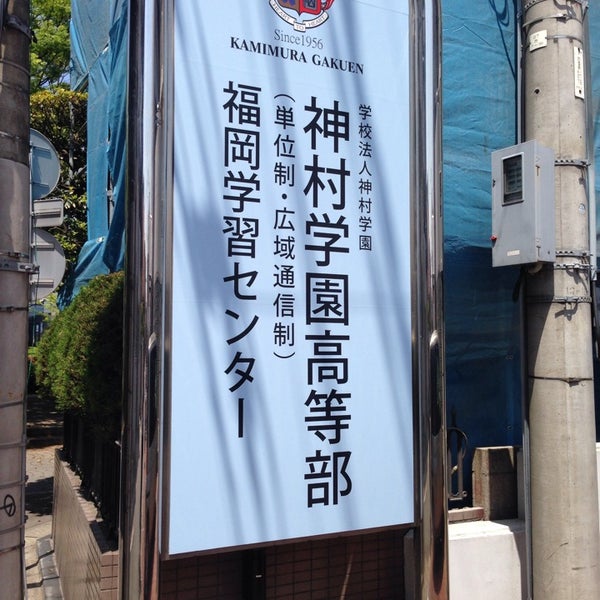 Since1956
KAMIMURA GAKUEN
学校法人神村学園
神村学園高等部
（単位制・広域通信制）
福岡学習センター